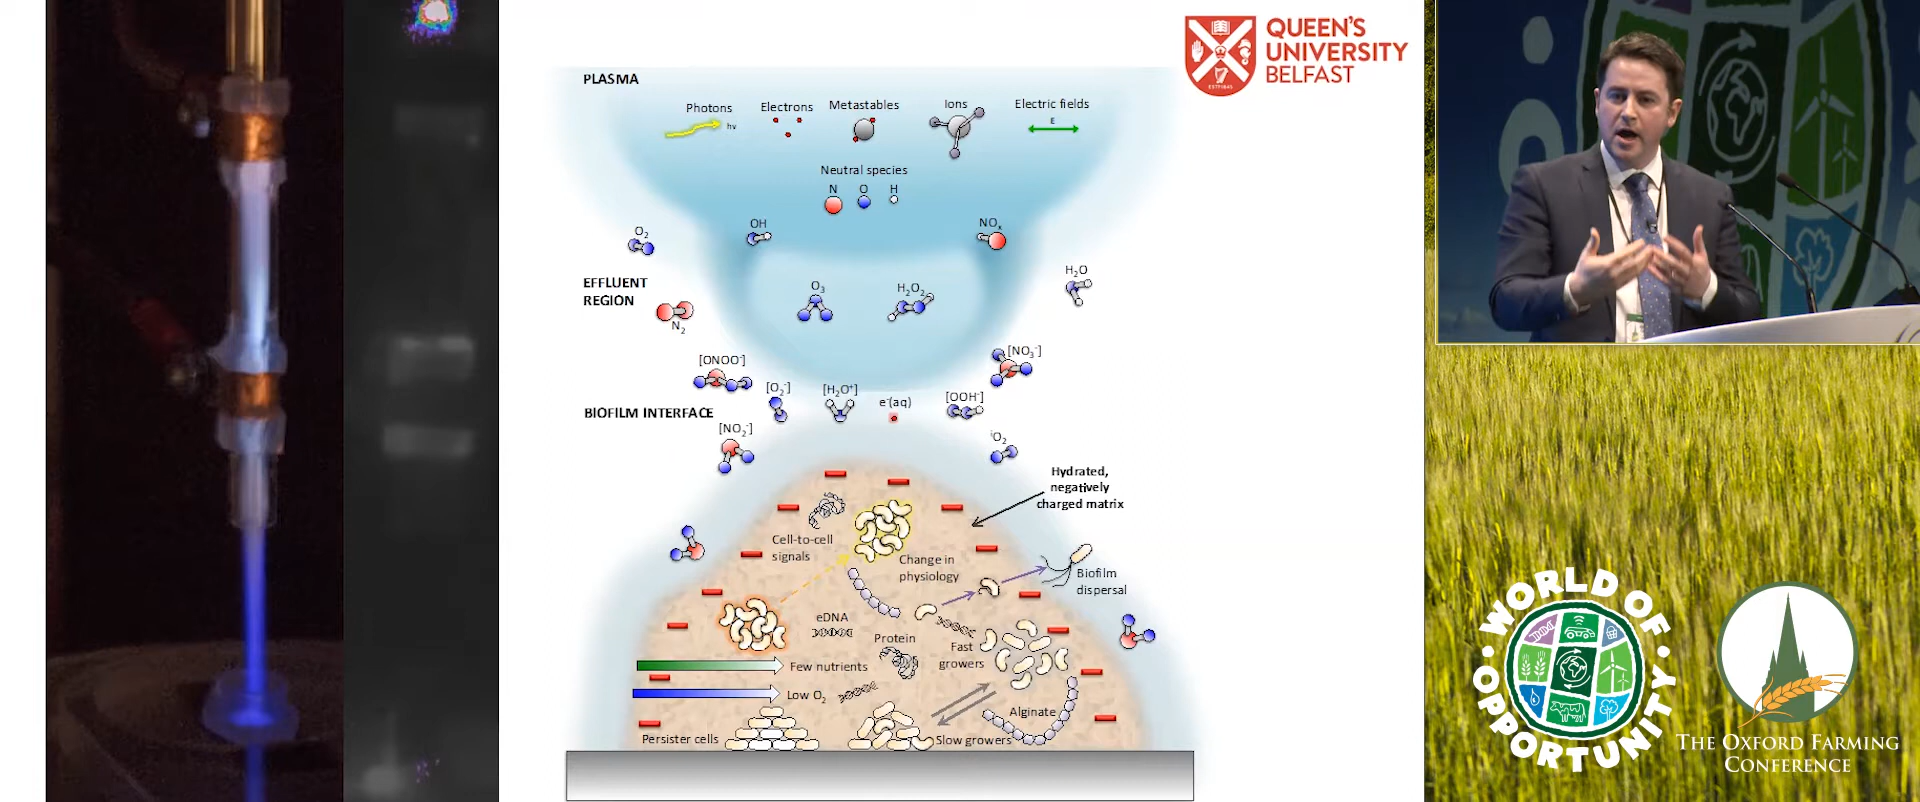 QUEEN'S
UNIVERSITY
BELFAST
ESTP1845
PLASMA
Photons
hv
Electrons
Metastables
Ions
Electric fields
E
Neutral species
N
O
H
OH
NOₓ
O₂
EFFLUENT
REGION
O₃
H₂O₂
H₂O
N₂
[ONOO⁻]
[O₂⁻]
[H₂O⁺]
e⁻(aq)
[OOH⁻]
[NO₃⁻]
BIOFILM INTERFACE
[NO₂⁻]
¹O₂
Hydrated,
negatively
charged matrix
Cell-to-cell
signals
Change in
physiology
Biofilm
dispersal
eDNA
Protein
Fast
growers
Few nutrients
Low O₂
Alginate
Persister cells
Slow growers
WORLD OF
OPPORTUNITY
THE OXFORD FARMING
CONFERENCE